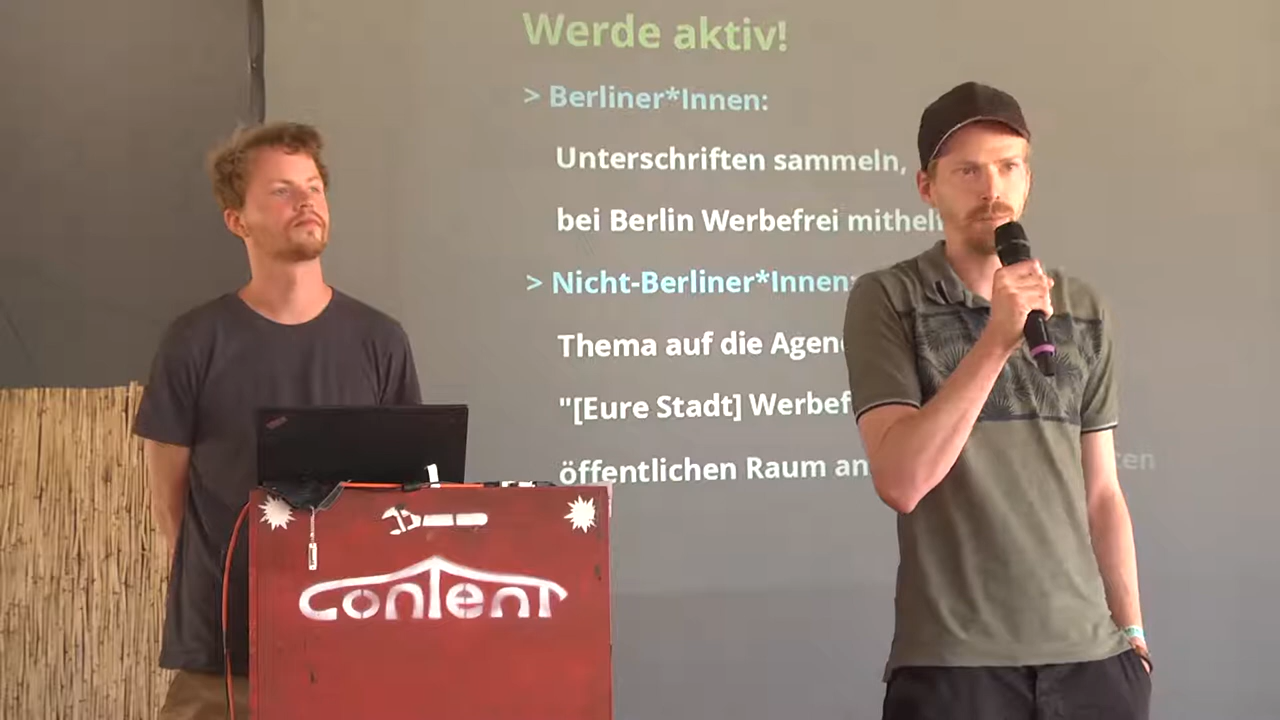 Werde aktiv!
> Berliner*Innen:
Unterschriften sammeln,
bei Berlin Werbefrei
> Nicht-Berliner*Innen:
Thema auf die
"[Eure Stadt]
öffentlichen Raum
conTenT